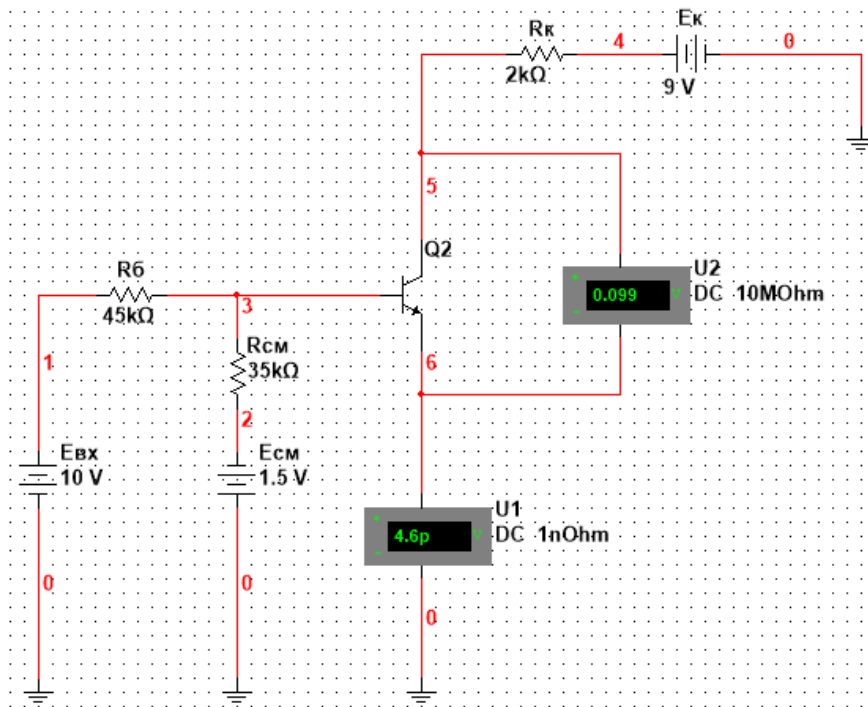 Rк
4
Eк
0
2kΩ
9 V
5
Q2
Rб
3
45kΩ
U2
0.099 V
DC 10MOhm
+
-
1
Rсм
35kΩ
6
2
Eвх
10 V
Eсм
1.5 V
U1
4.6p V
DC 1nOhm
+
-
0
0
0